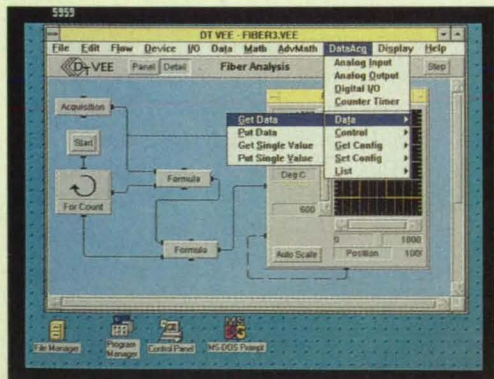 5959
DT VEE - FIBER3.VEE
File Edit Flow Device I/O Data Math AdvMath DataAcq Display Help
DT VEE Panel Detail Fiber Analysis Step
Analog Input
Analog Output
Digital I/O
Counter Timer
Data
Control
Get Config
Set Config
List
Get Data
Put Data
Get Single Value
Put Single Value
Acquisition
Start
For Count
Formula
Formula
Deg C
600
0 1000
Auto Scale Position 100/
File Manager
Program Manager
Control Panel
MS-DOS Prompt